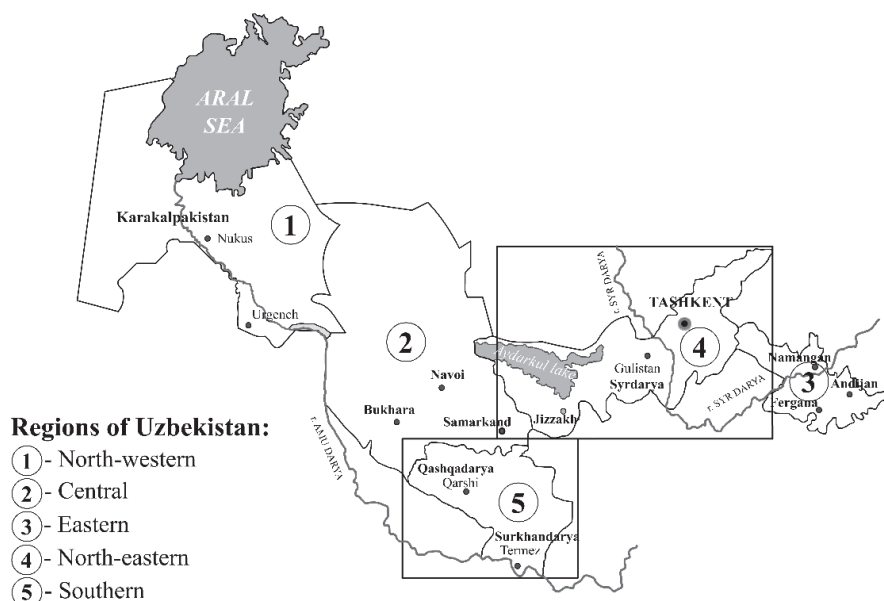 ARAL
SEA
Karakalpakistan
Nukus
1
Urgench
r. SYR DARYA
TASHKENT
2
Aydarkul lake
4
Gulistan
Syrdarya
Namangan
3
Andijan
Fergana
Navoi
r. SYR DARYA
Bukhara
Samarkand
Jizzakh
r. AMU DARYA
Qashqadarya
Qarshi
5
Surkhandarya
Termez
Regions of Uzbekistan:
1 - North-western
2 - Central
3 - Eastern
4 - North-eastern
5 - Southern